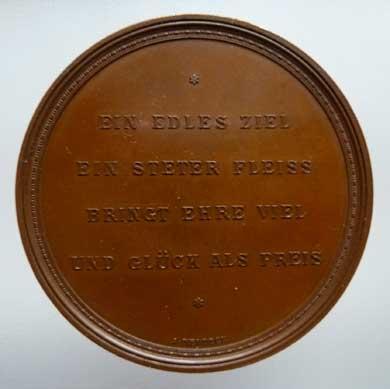 EIN EDLES ZIEL
EIN STETER FLEISS
BRINGT EHRE VIEL
UND GLÜCK ALS PREIS